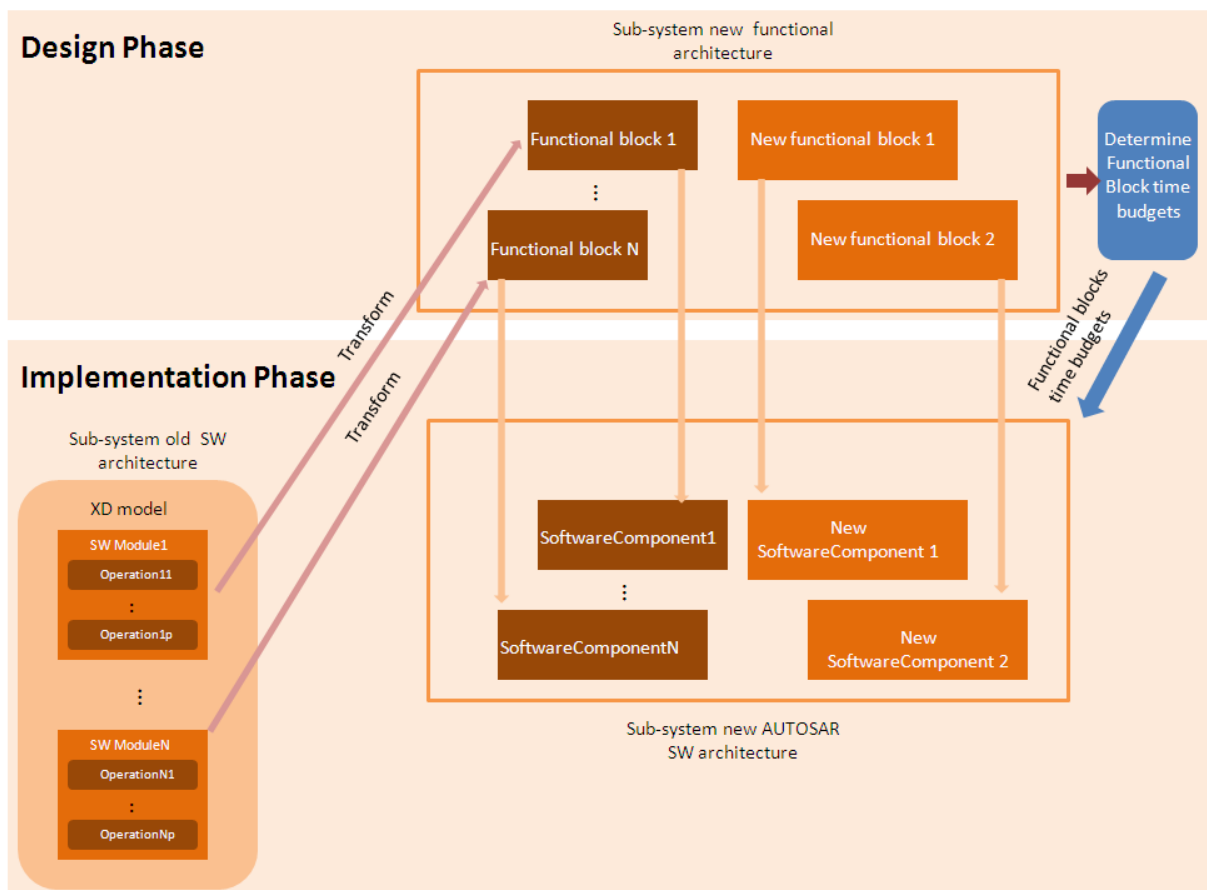 Design Phase
Sub-system new functional
architecture
Functional block 1
⋮
Functional block N
New functional block 1
New functional block 2
Determine
Functional
Block time
budgets
Transform
Transform
Functional blocks
time budgets
Implementation Phase
Sub-system old SW
architecture
XD model
SW Module1
Operation11
:
Operation1p
⋮
SW ModuleN
OperationN1
:
OperationNp
SoftwareComponent1
⋮
SoftwareComponentN
New
SoftwareComponent 1
New
SoftwareComponent 2
Sub-system new AUTOSAR
SW architecture